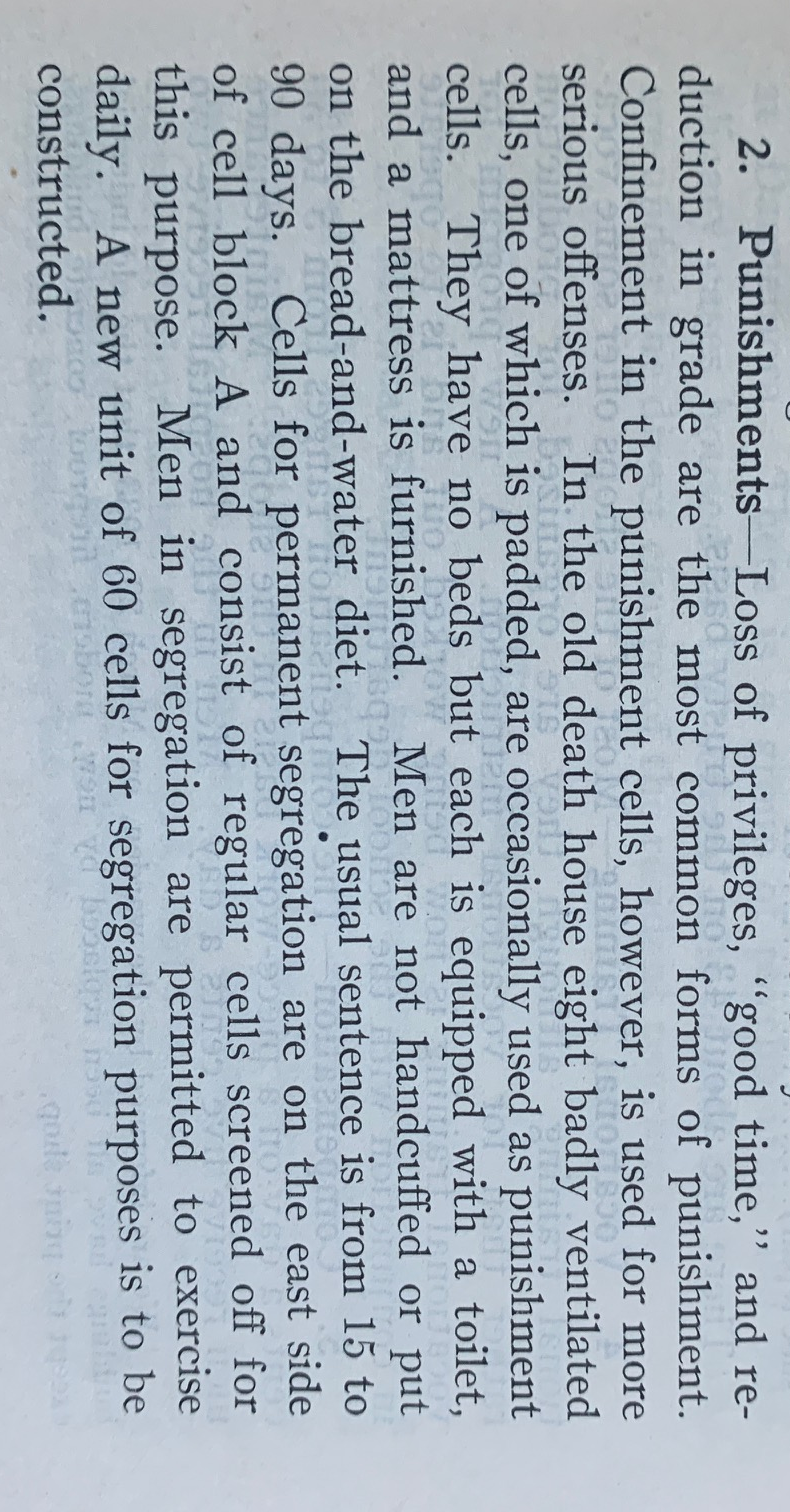 2. Punishments—Loss of privileges, “good time,” and re-
duction in grade are the most common forms of punishment.
Confinement in the punishment cells, however, is used for more
serious offenses. In the old death house eight badly ventilated
cells, one of which is padded, are occasionally used as punishment
cells. They have no beds but each is equipped with a toilet,
and a mattress is furnished. Men are not handcuffed or put
on the bread-and-water diet. The usual sentence is from 15 to
90 days. Cells for permanent segregation are on the east side
of cell block A and consist of regular cells screened off for
this purpose. Men in segregation are permitted to exercise
daily. A new unit of 60 cells for segregation purposes is to be
constructed.